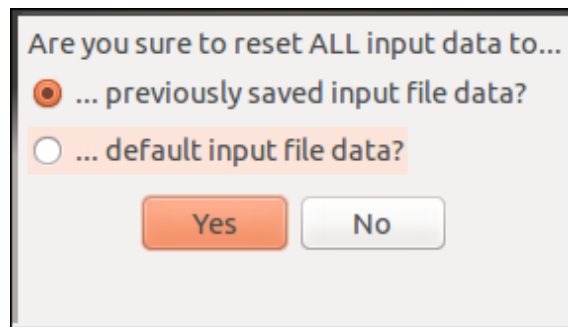 Are you sure to reset ALL input data to...
... previously saved input file data?
... default input file data?
Yes No